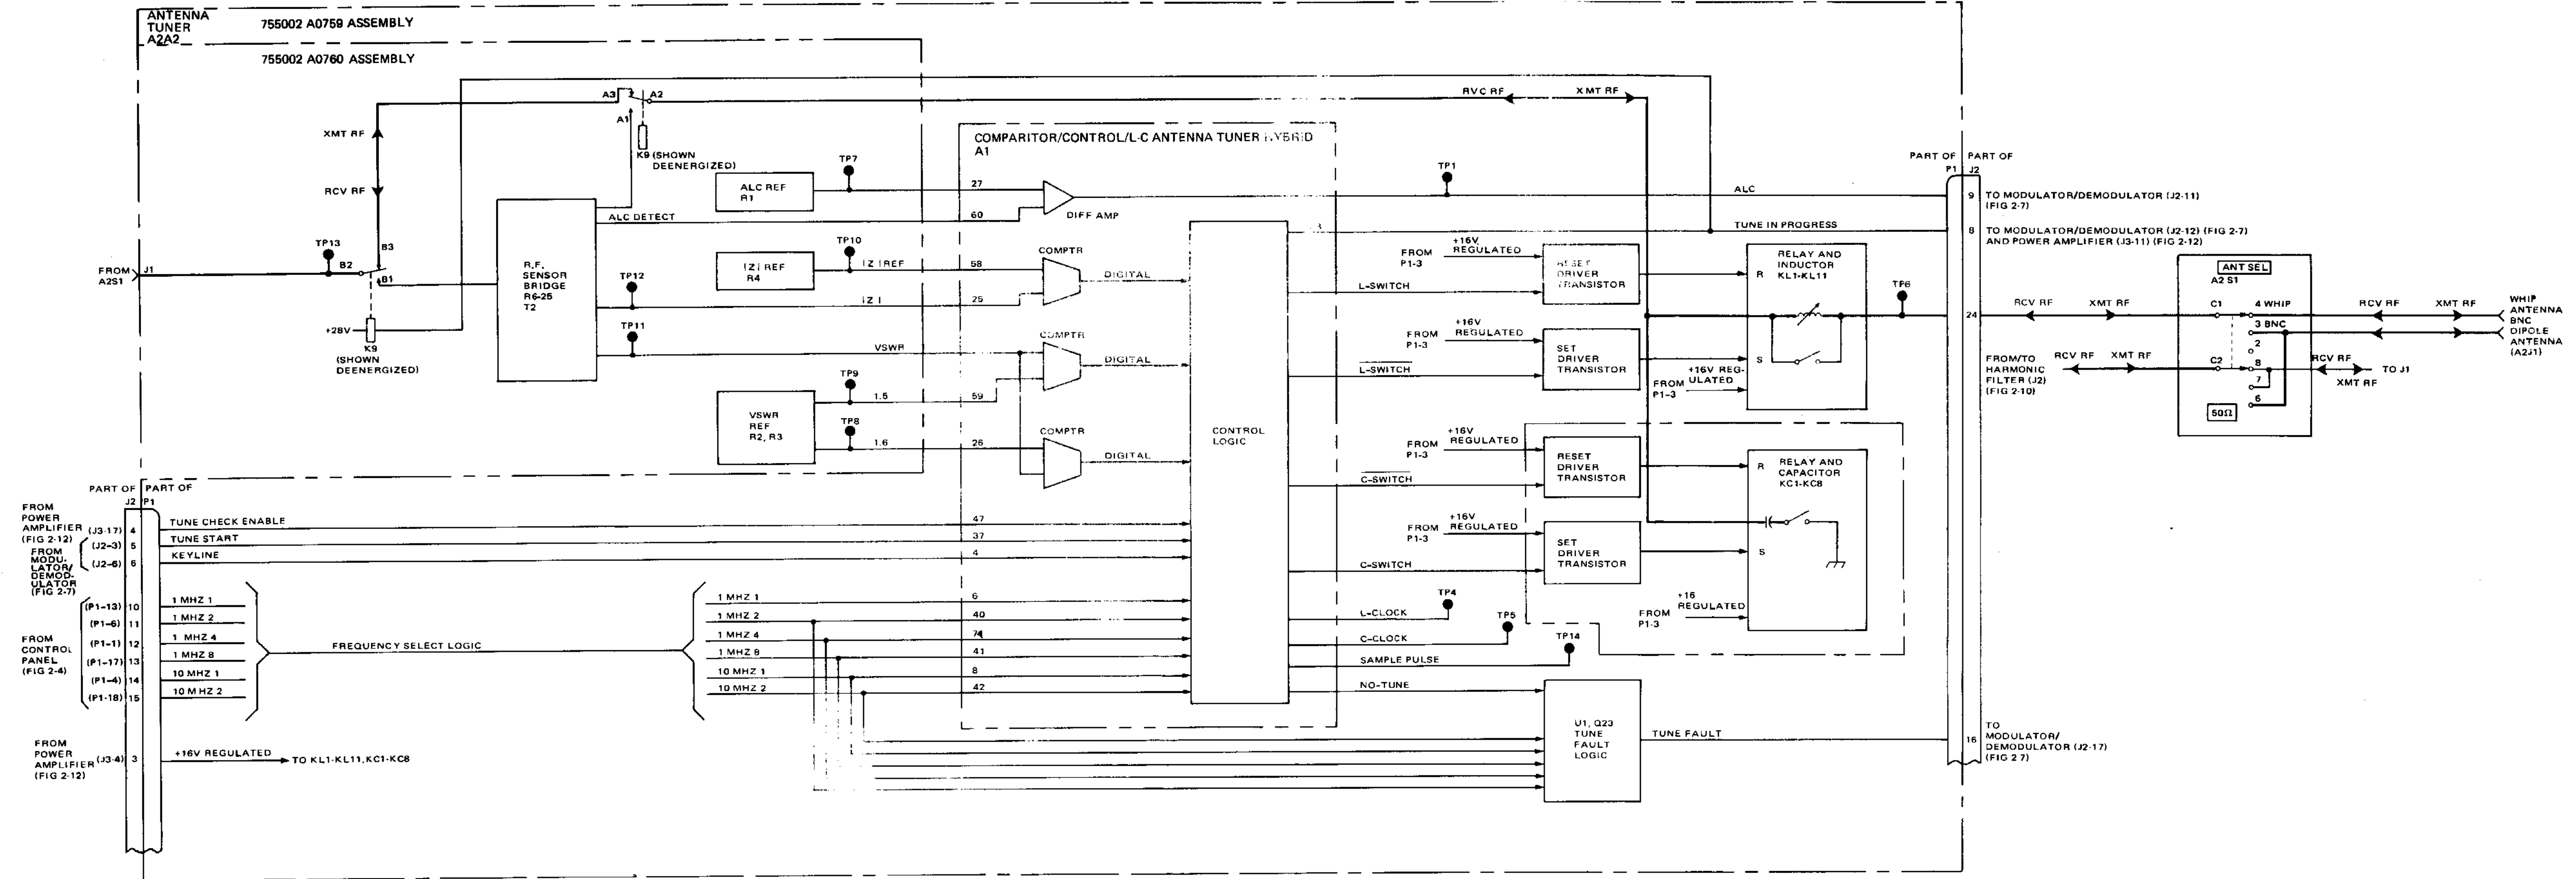 ANTENNA
TUNER
A2A2
755002 A0759 ASSEMBLY
755002 A0760 ASSEMBLY
XMT RF
RCV RF
A3
A2
A1
K9 (SHOWN
DEENERGIZED)
RVC RF
XMT RF
COMPARITOR/CONTROL/L-C ANTENNA TUNER HYBRID
A1
FROM
A2S1
J1
TP13
B2
B3
B1
+28V
K9
(SHOWN
DEENERGIZED)
R.F.
SENSOR
BRIDGE
R6-25
T2
ALC REF
R1
TP7
27
ALC DETECT
60
DIFF AMP
TP1
ALC
|Z| REF
R4
TP10
|Z| REF
58
TP12
|Z|
25
COMPTR
DIGITAL
TP11
VSWR
COMPTR
DIGITAL
VSWR
REF
R2, R3
TP9
1.5
59
TP8
1.6
26
COMPTR
DIGITAL
CONTROL
LOGIC
TUNE IN PROGRESS
FROM
P1-3
+16V
REGULATED
RESET
DRIVER
TRANSISTOR
L-SWITCH
FROM
P1-3
+16V
REGULATED
SET
DRIVER
TRANSISTOR
L-SWITCH
RELAY AND
INDUCTOR
KL1-KL11
R
S
+16V REG-
ULATED
FROM
P1-3
TP6
FROM
P1-3
+16V
REGULATED
RESET
DRIVER
TRANSISTOR
C-SWITCH
FROM
P1-3
+16V
REGULATED
SET
DRIVER
TRANSISTOR
C-SWITCH
RELAY AND
CAPACITOR
KC1-KC8
R
S
+16
REGULATED
FROM
P1-3
L-CLOCK
TP4
C-CLOCK
TP5
SAMPLE PULSE
TP14
NO-TUNE
U1, Q23
TUNE
FAULT
LOGIC
TUNE FAULT
PART OF
PART OF
P1
J2
9
TO MODULATOR/DEMODULATOR (J2-11)
(FIG 2-7)
8
TO MODULATOR/DEMODULATOR (J2-12) (FIG 2-7)
AND POWER AMPLIFIER (J3-11) (FIG 2-12)
24
RCV RF
XMT RF
FROM/TO
HARMONIC
FILTER (J2)
(FIG 2-10)
RCV RF
XMT RF
ANT SEL
A2 S1
C1
4 WHIP
3 BNC
2
C2
8
7
6
50Ω
RCV RF
XMT RF
WHIP
ANTENNA
BNC
DIPOLE
ANTENNA
(A2J1)
RCV RF
XMT RF
TO J1
16
TO
MODULATOR/
DEMODULATOR (J2-17)
(FIG 2 7)
PART OF
PART OF
J2
P1
FROM
POWER
AMPLIFIER
(FIG 2-12)
(J3-17)
4
TUNE CHECK ENABLE
47
FROM
MODU-
LATOR/
DEMOD-
ULATOR
(FIG 2-7)
(J2-3)
5
TUNE START
37
(J2-6)
6
KEYLINE
4
FROM
CONTROL
PANEL
(FIG 2-4)
(P1-13)
10
1 MHZ 1
(P1-6)
11
1 MHZ 2
(P1-1)
12
1 MHZ 4
(P1-17)
13
1 MHZ 8
(P1-4)
14
10 MHZ 1
(P1-18)
15
10 MHZ 2
FREQUENCY SELECT LOGIC
1 MHZ 1
6
1 MHZ 2
40
1 MHZ 4
1 MHZ 8
41
10 MHZ 1
8
10 MHZ 2
42
FROM
POWER
AMPLIFIER
(FIG 2-12)
(J3-4)
3
+16V REGULATED
TO KL1-KL11, KC1-KC8